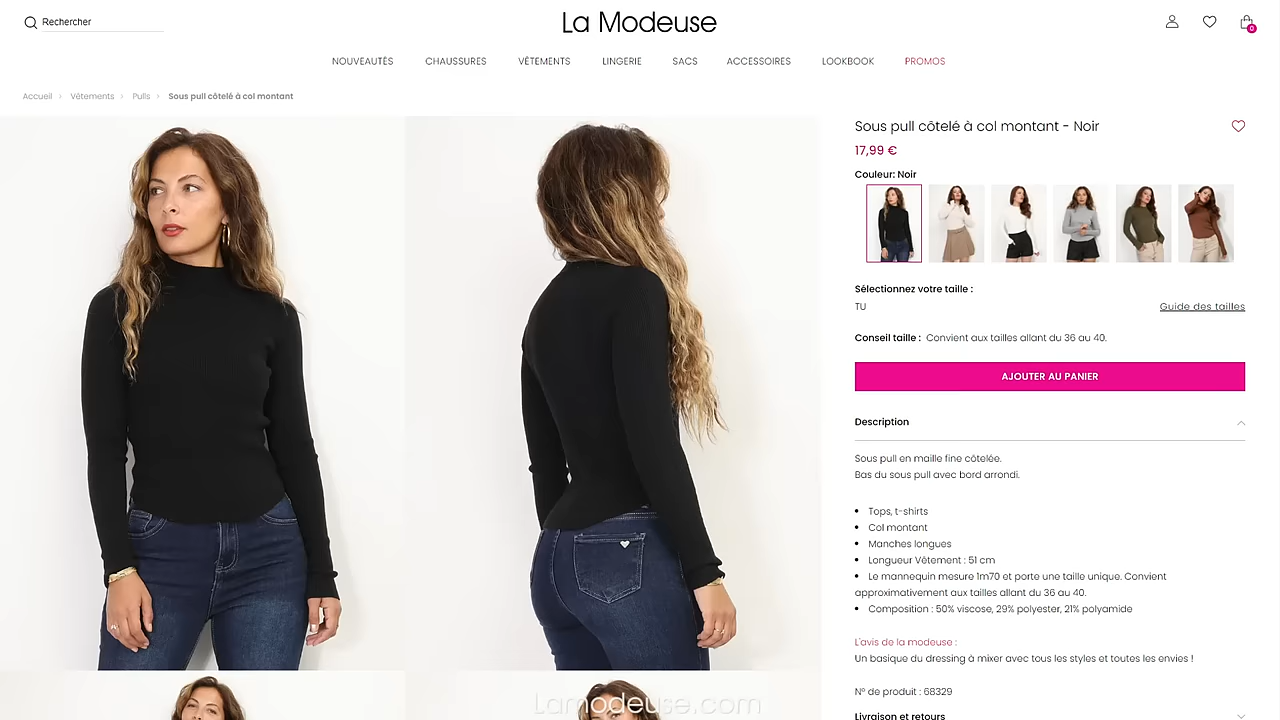 Rechercher
La Modeuse
0
NOUVEAUTÉS CHAUSSURES VÊTEMENTS LINGERIE SACS ACCESSOIRES LOOKBOOK PROMOS
Accueil > Vêtements > Pulls > Sous pull côtelé à col montant
Sous pull côtelé à col montant - Noir
17,99 €
Couleur: Noir
Sélectionnez votre taille :
TU
Guide des tailles
Conseil taille : Convient aux tailles allant du 36 au 40.
AJOUTER AU PANIER
Description
Sous pull en maille fine côtelée.
Bas du sous pull avec bord arrondi.
• Tops, t-shirts
• Col montant
• Manches longues
• Longueur Vêtement : 51 cm
• Le mannequin mesure 1m70 et porte une taille unique. Convient
approximativement aux tailles allant du 36 au 40.
• Composition : 50% viscose, 29% polyester, 21% polyamide
L'avis de la modeuse :
Un basique du dressing à mixer avec tous les styles et toutes les envies !
N° de produit : 68329
Livraison et retours
Lamodeuse.com